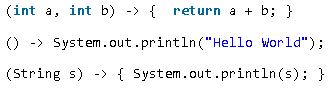 (int a, int b) -> {  return a + b; }
() -> System.out.println("Hello World");
(String s) -> { System.out.println(s); }